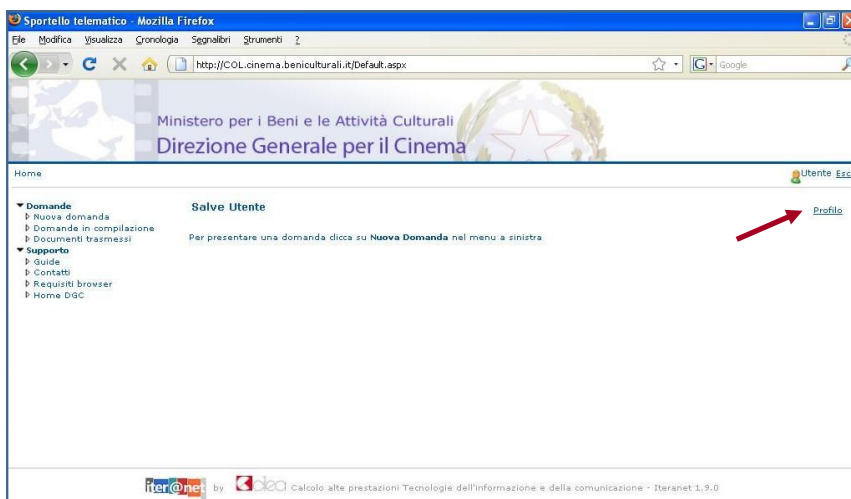 Sportello telematico - Mozilla Firefox
File Modifica Visualizza Cronologia Segnalibri Strumenti ?
http://COL.cinema.beniculturali.it/Default.aspx
G Google
Ministero per i Beni e le Attività Culturali
Direzione Generale per il Cinema
Home
Utente Esc
Domande
Nuova domanda
Domande in compilazione
Documenti trasmessi
Supporto
Guide
Contatti
Requisiti browser
Home DGC
Salve Utente
Profilo
Per presentare una domanda clicca su Nuova Domanda nel menu a sinistra
iter@net by Kclea Calcolo alte prestazioni Tecnologie dell'informazione e della comunicazione - Iteranet 1.9.0